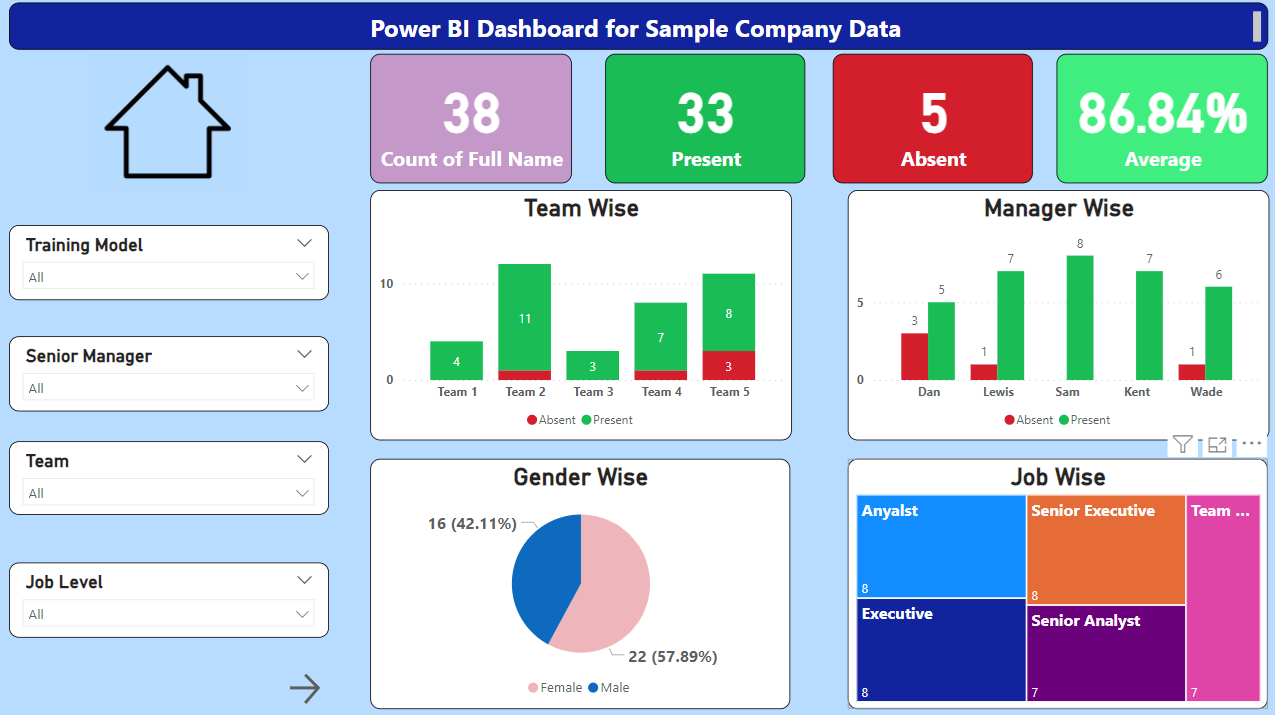 Power BI Dashboard for Sample Company Data
38
Count of Full Name
33
Present
5
Absent
86.84%
Average
Training Model
All
Senior Manager
All
Team
All
Job Level
All
Team Wise
10
0
4
11
3
7
8
3
Team 1 Team 2 Team 3 Team 4 Team 5
Absent Present
Manager Wise
5
0
3 5 1 7 8 7 1 6
Dan Lewis Sam Kent Wade
Absent Present
Gender Wise
16 (42.11%)
22 (57.89%)
Female Male
Job Wise
Anyalst
8
Executive
8
Senior Executive
8
Senior Analyst
7
Team ...
7